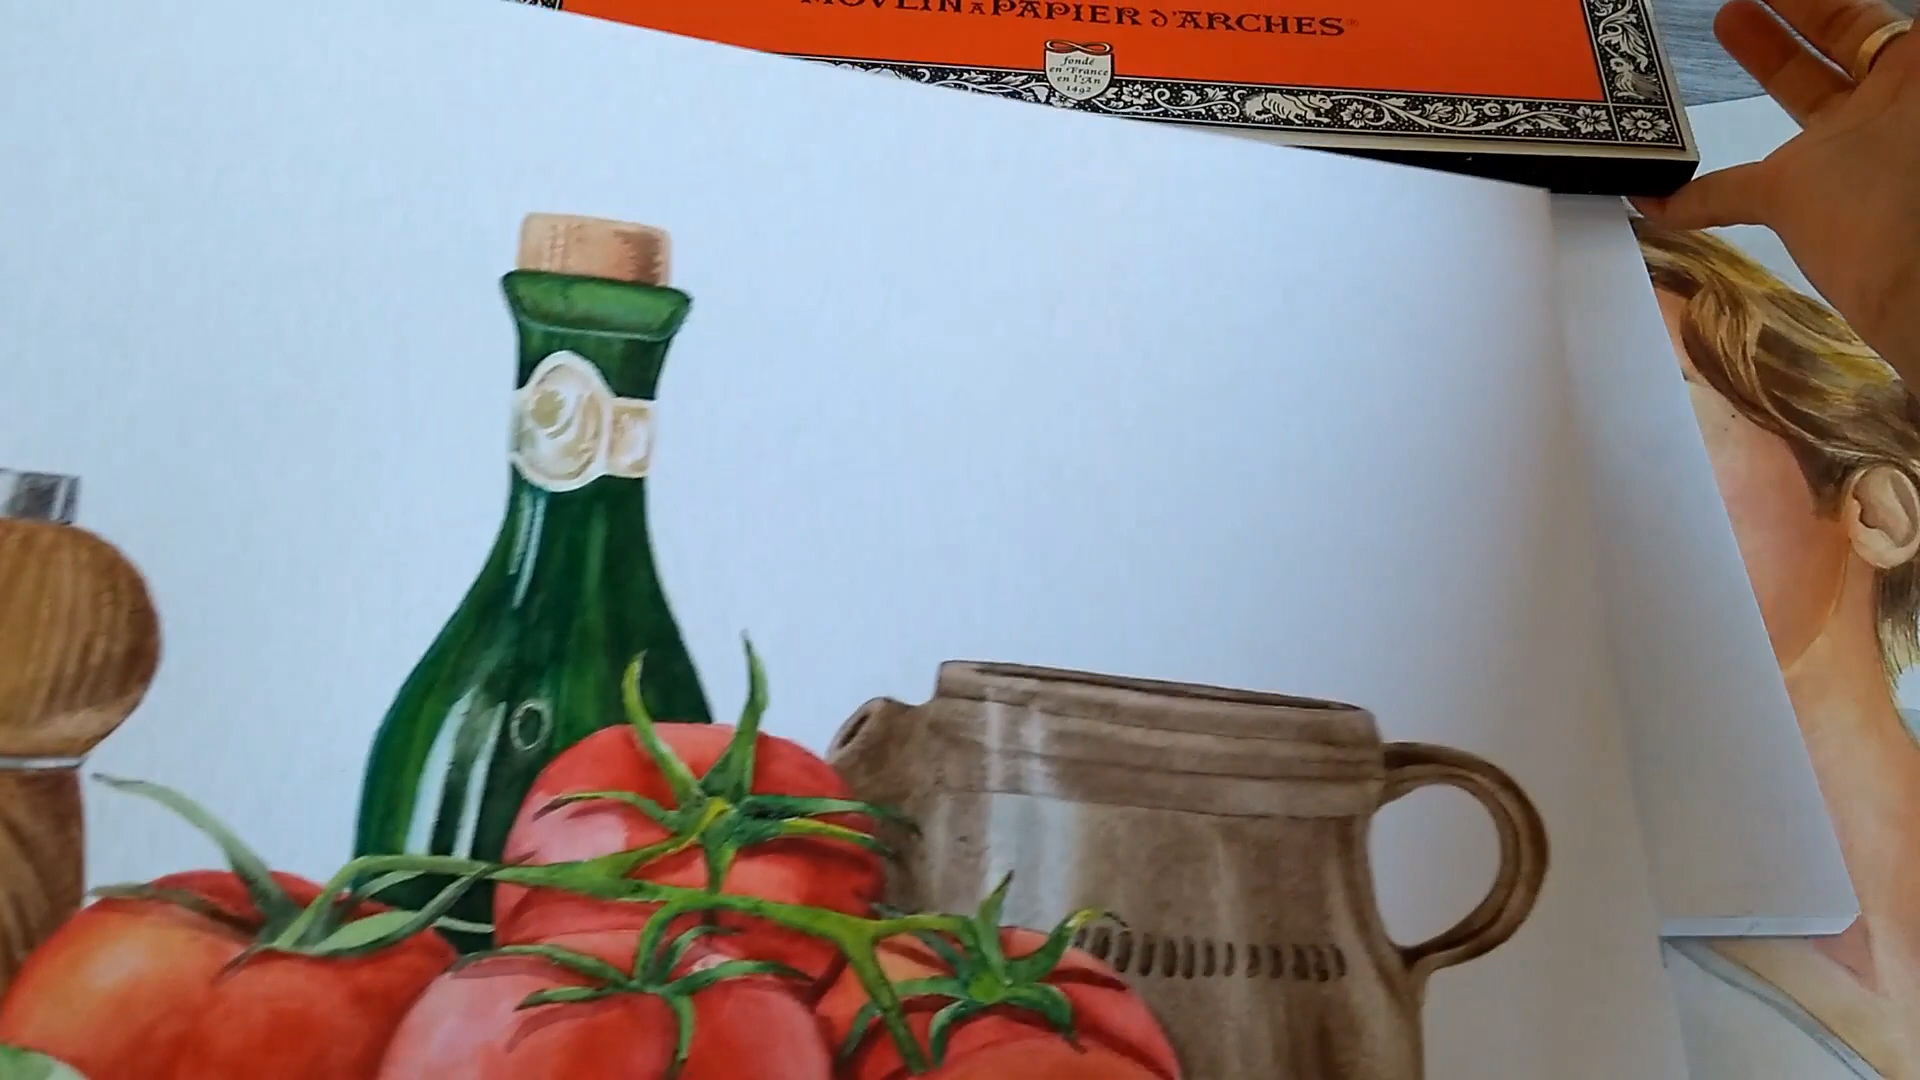 MOVLIN A PAPIER D'ARCHES®
fondé
en France
en l'An
1492